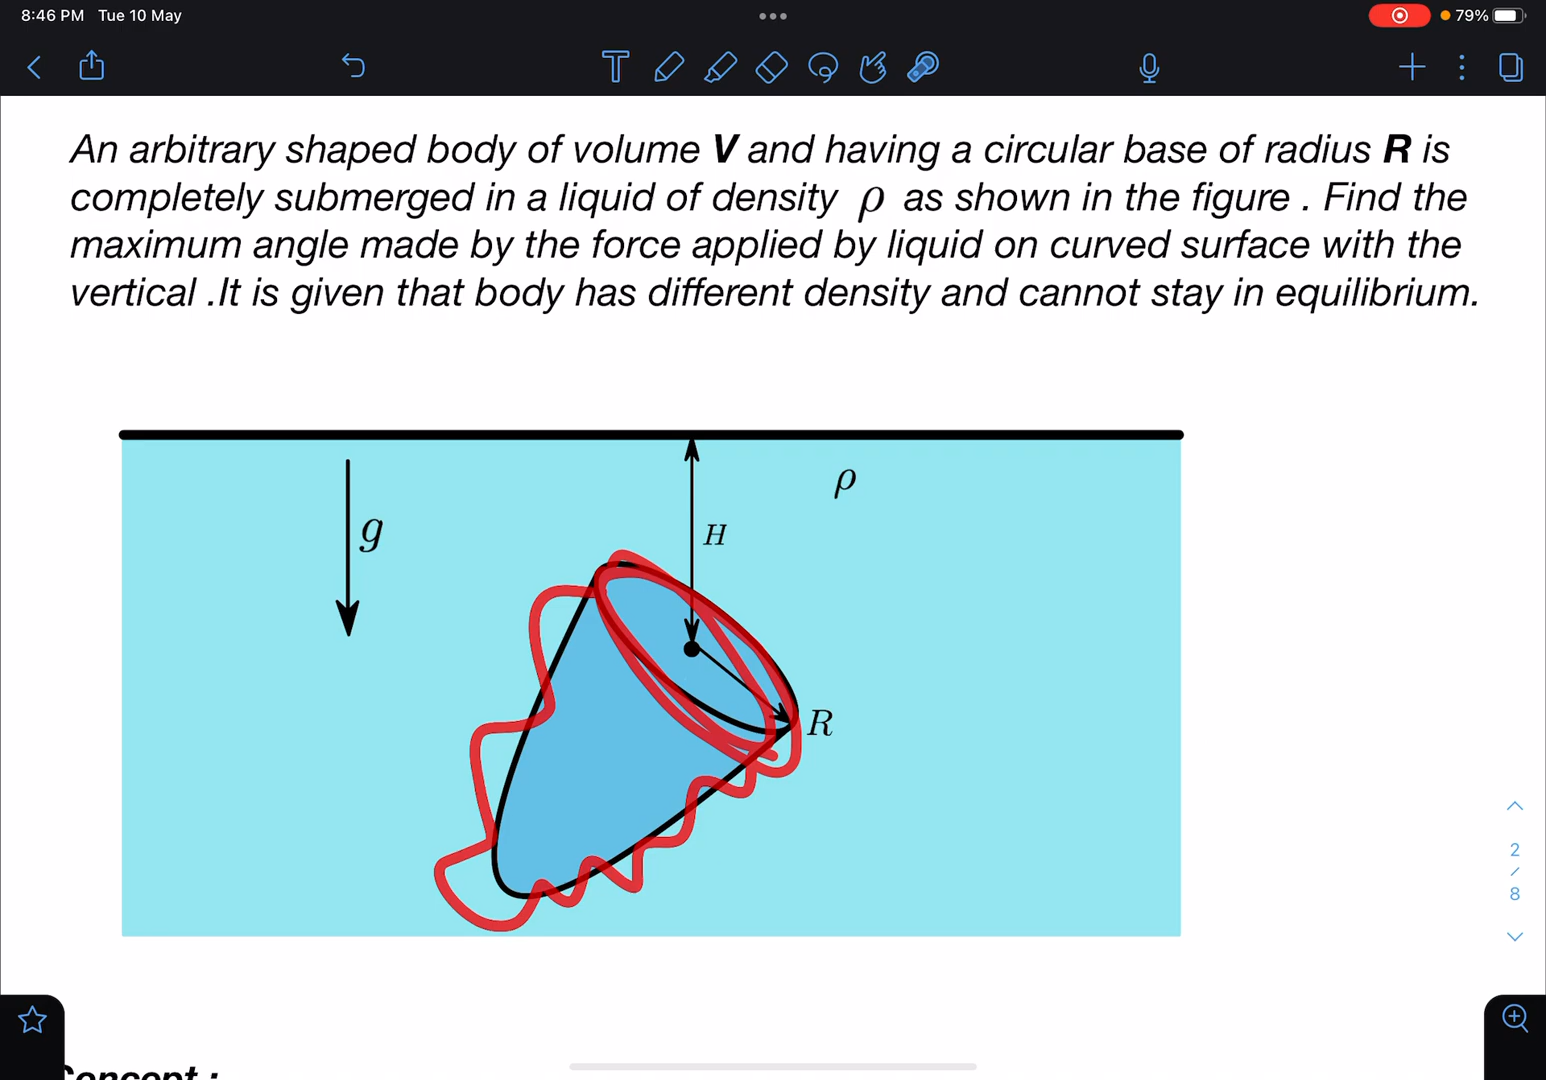 8:46 PM Tue 10 May
79%
An arbitrary shaped body of volume V and having a circular base of radius R is
completely submerged in a liquid of density ρ as shown in the figure . Find the
maximum angle made by the force applied by liquid on curved surface with the
vertical .It is given that body has different density and cannot stay in equilibrium.
ρ
g
H
R
2
/
8
Concept :